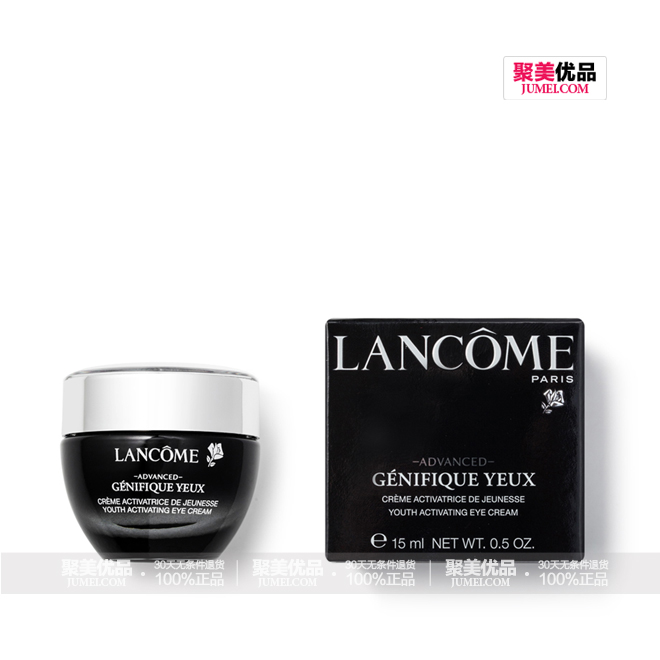 聚美优品
JUMEI.COM
LANCÔME
PARIS
–ADVANCED–
GÉNIFIQUE YEUX
CRÈME ACTIVATRICE DE JEUNESSE
YOUTH ACTIVATING EYE CREAM
℮ 15 ml NET WT. 0.5 OZ.
LANCÔME
–ADVANCED–
GÉNIFIQUE YEUX
CRÈME ACTIVATRICE DE JEUNESSE
YOUTH ACTIVATING EYE CREAM
聚美优品 . 30天无条件退货 聚美优品 . 30天无条件退货 聚美优品 . 30天无条件退货
JUMEI.COM 100%正品 JUMEI.COM 100%正品 JUMEI.COM 100%正品